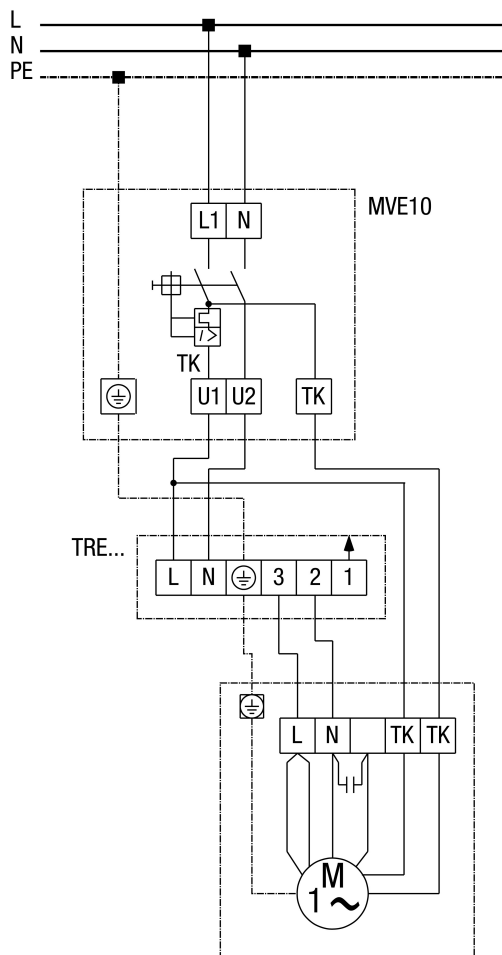 L
N
PE
MVE10
L1 N
TK
U1 U2 TK
TRE...
L N 3 2 1
L N TK TK
M
1 ~